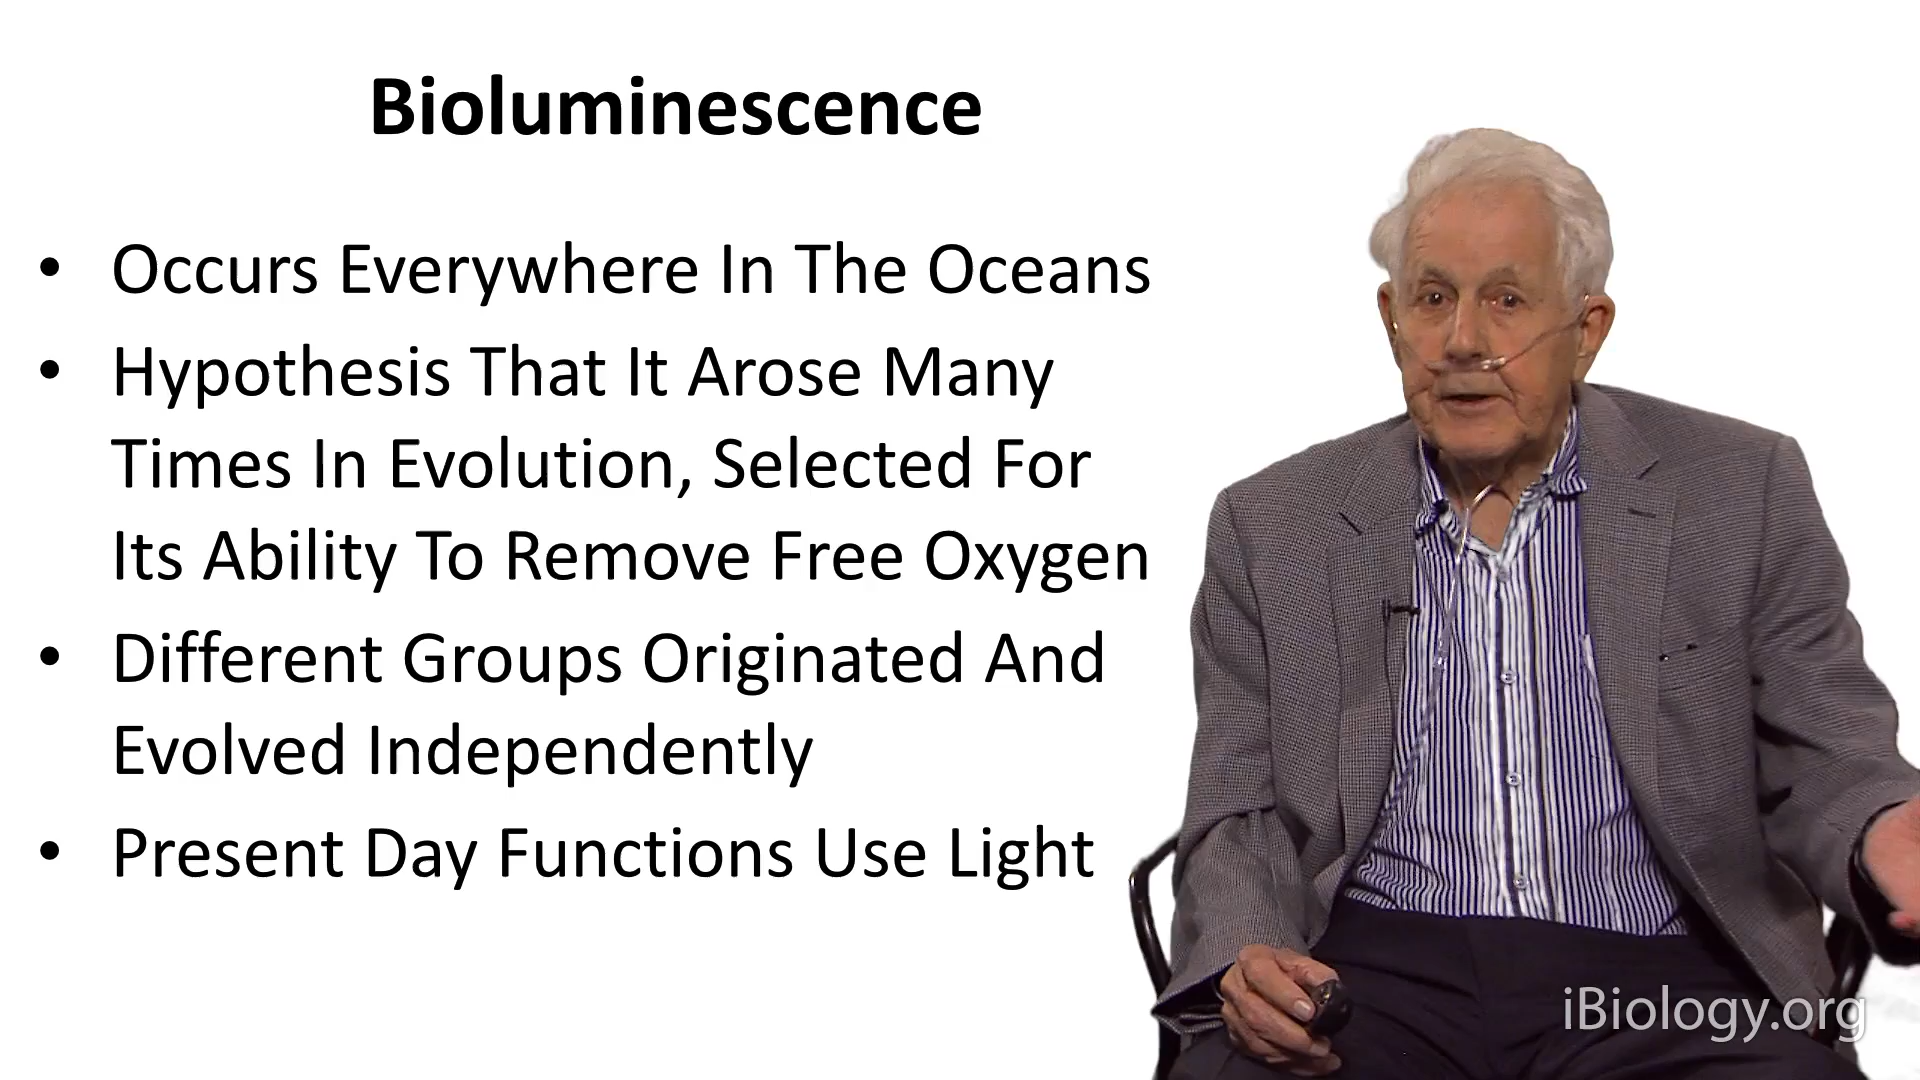 Bioluminescence
• Occurs Everywhere In The Oceans
• Hypothesis That It Arose Many
Times In Evolution, Selected For
Its Ability To Remove Free Oxygen
• Different Groups Originated And
Evolved Independently
• Present Day Functions Use Light
iBiology.org